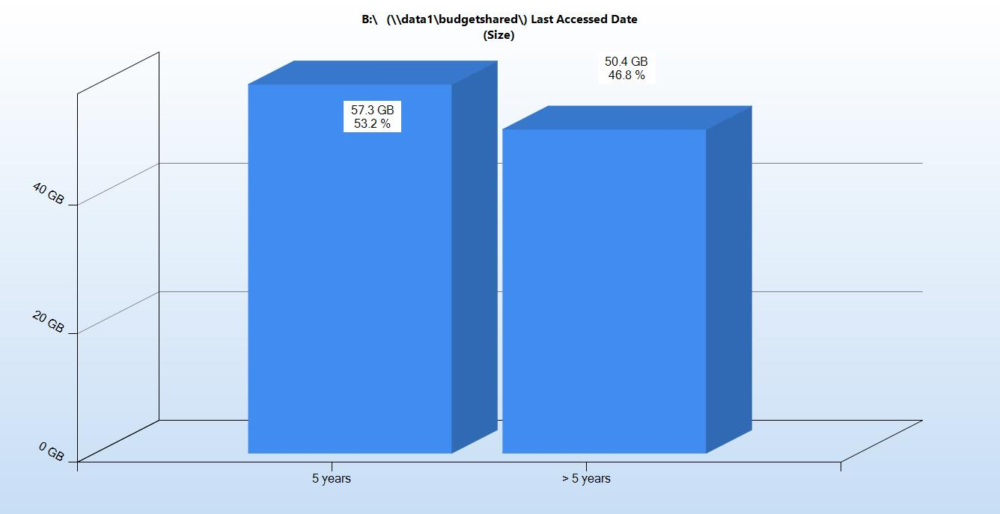 B:\ (\\data1\budgetshared\) Last Accessed Date
(Size)
57.3 GB
53.2 %
50.4 GB
46.8 %
40 GB
20 GB
0 GB
5 years
> 5 years